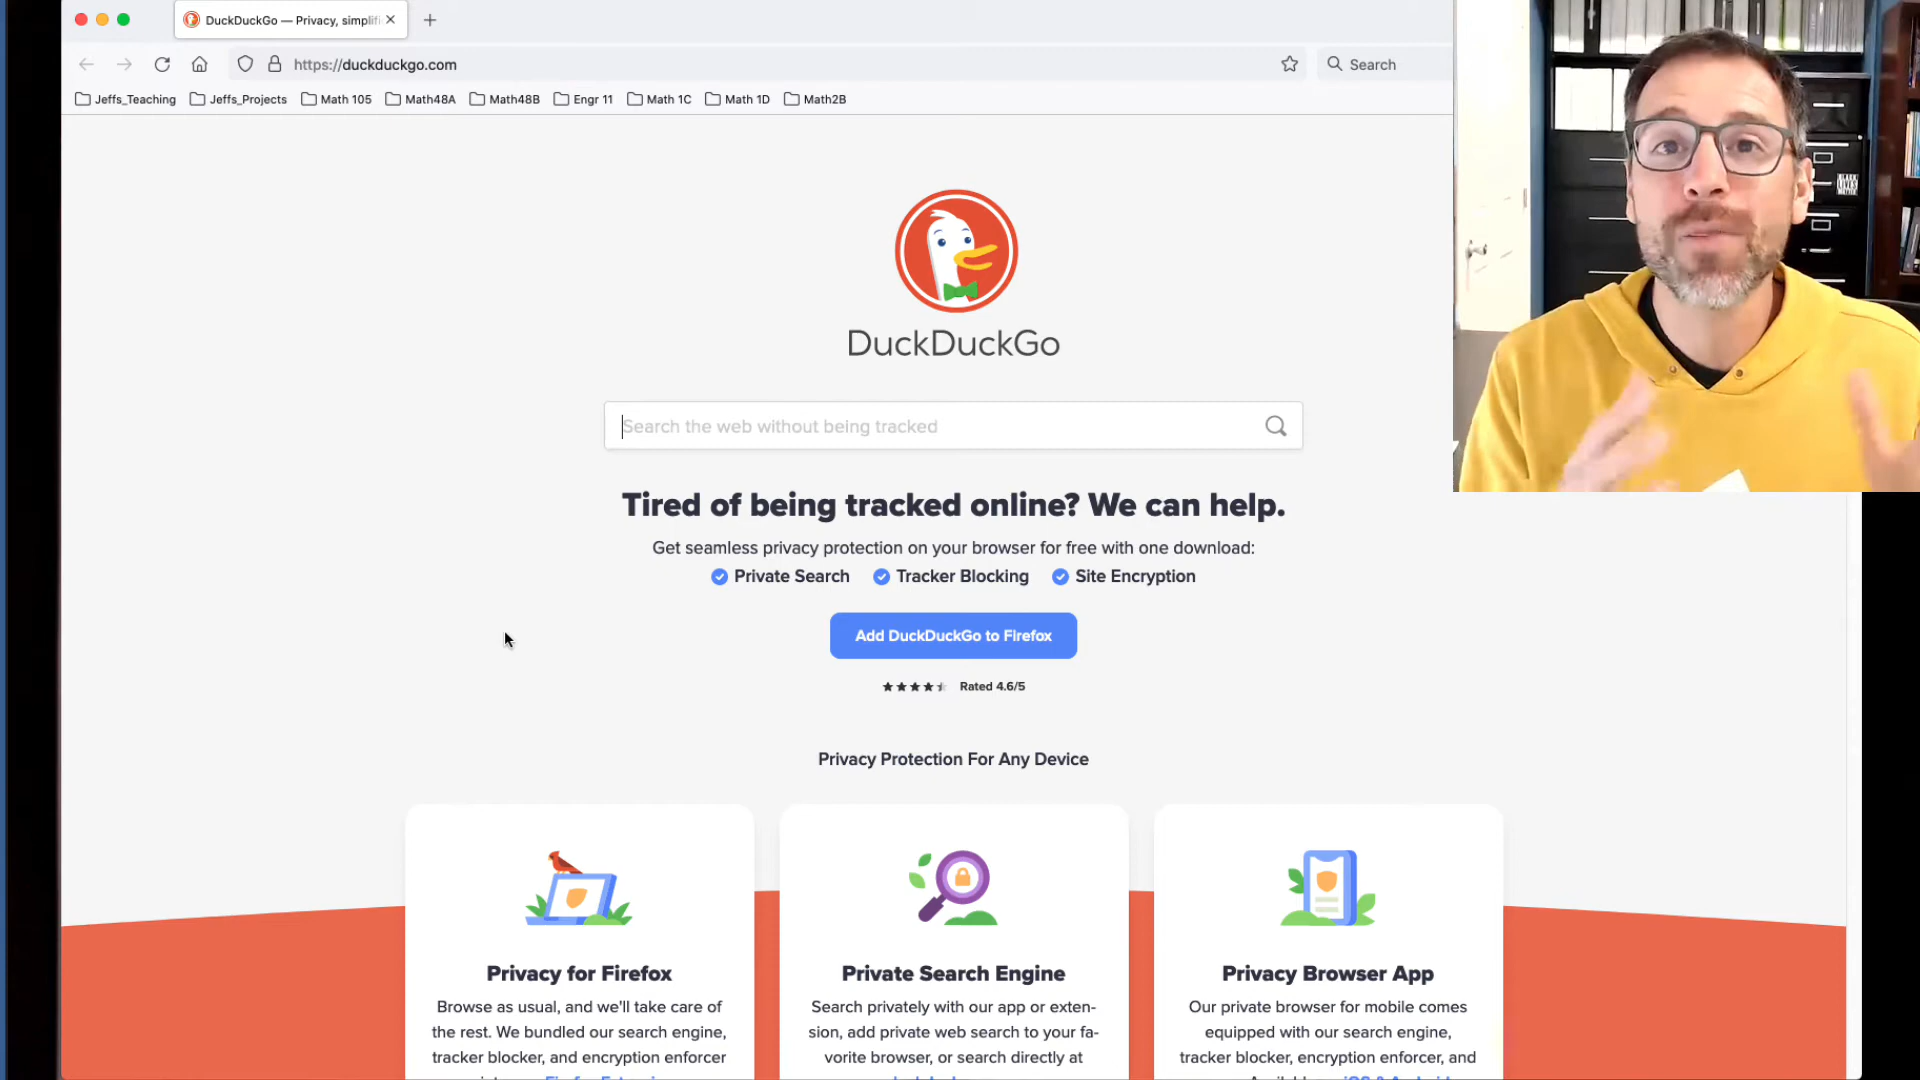 DuckDuckGo — Privacy, simplifi
https://duckduckgo.com
Search
Jeffs_Teaching
Jeffs_Projects
Math 105
Math48A
Math48B
Engr 11
Math 1C
Math 1D
Math2B
BLACK
LIVES
MATTER
DuckDuckGo
Search the web without being tracked
Tired of being tracked online? We can help.
Get seamless privacy protection on your browser for free with one download:
Private Search
Tracker Blocking
Site Encryption
Add DuckDuckGo to Firefox
Rated 4.6/5
Privacy Protection For Any Device
Privacy for Firefox
Browse as usual, and we'll take care of
the rest. We bundled our search engine,
tracker blocker, and encryption enforcer
Private Search Engine
Search privately with our app or exten-
sion, add private web search to your fa-
vorite browser, or search directly at
Privacy Browser App
Our private browser for mobile comes
equipped with our search engine,
tracker blocker, encryption enforcer, and